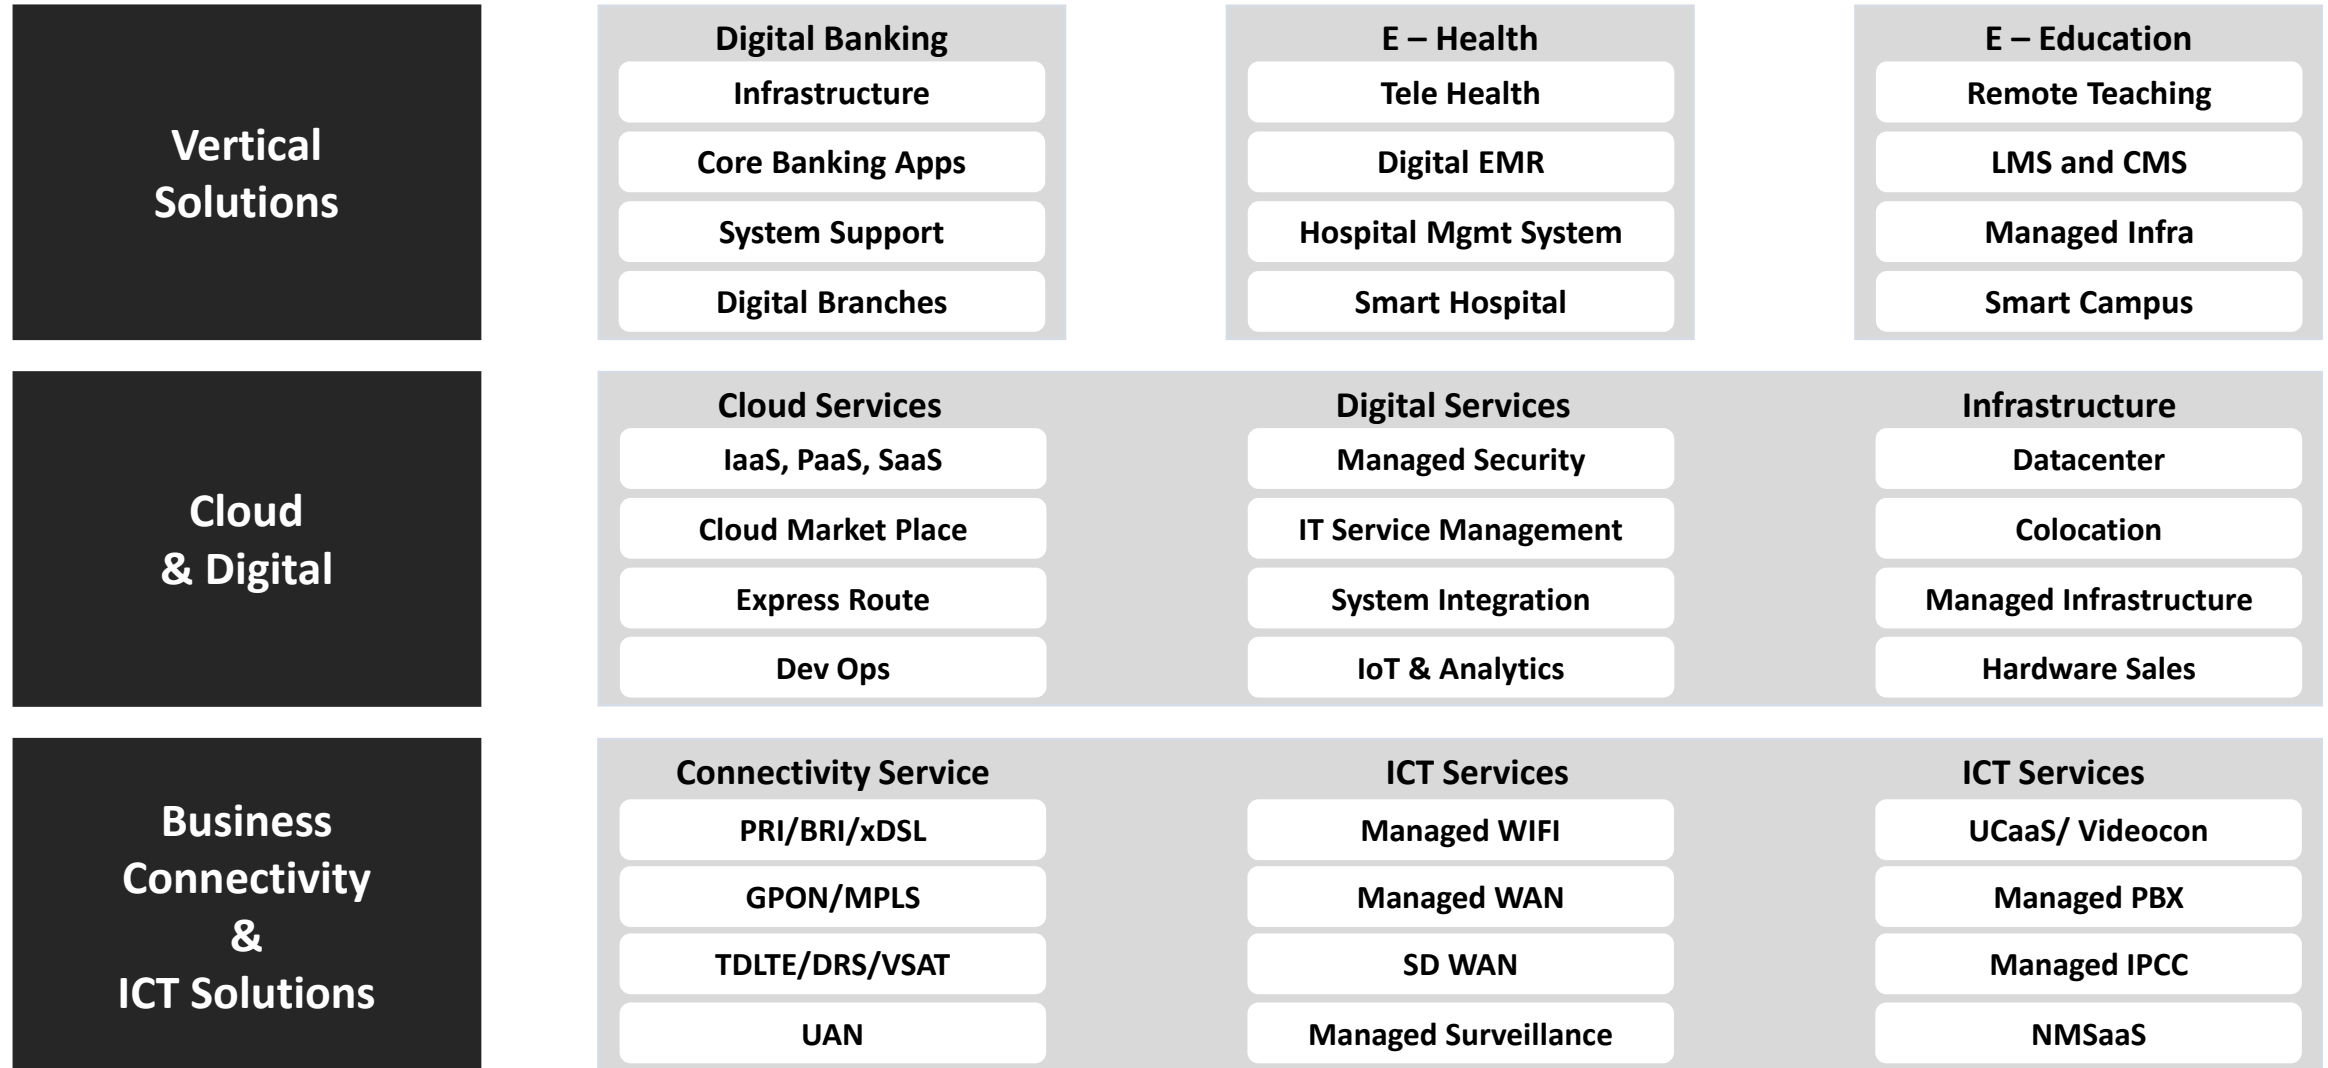 Vertical
Solutions
Digital Banking
Infrastructure
Core Banking Apps
System Support
Digital Branches
E – Health
Tele Health
Digital EMR
Hospital Mgmt System
Smart Hospital
E – Education
Remote Teaching
LMS and CMS
Managed Infra
Smart Campus
Cloud
& Digital
Cloud Services
IaaS, PaaS, SaaS
Cloud Market Place
Express Route
Dev Ops
Digital Services
Managed Security
IT Service Management
System Integration
IoT & Analytics
Infrastructure
Datacenter
Colocation
Managed Infrastructure
Hardware Sales
Business
Connectivity
&
ICT Solutions
Connectivity Service
PRI/BRI/xDSL
GPON/MPLS
TDLTE/DRS/VSAT
UAN
ICT Services
Managed WIFI
Managed WAN
SD WAN
Managed Surveillance
ICT Services
UCaaS/ Videocon
Managed PBX
Managed IPCC
NMSaaS